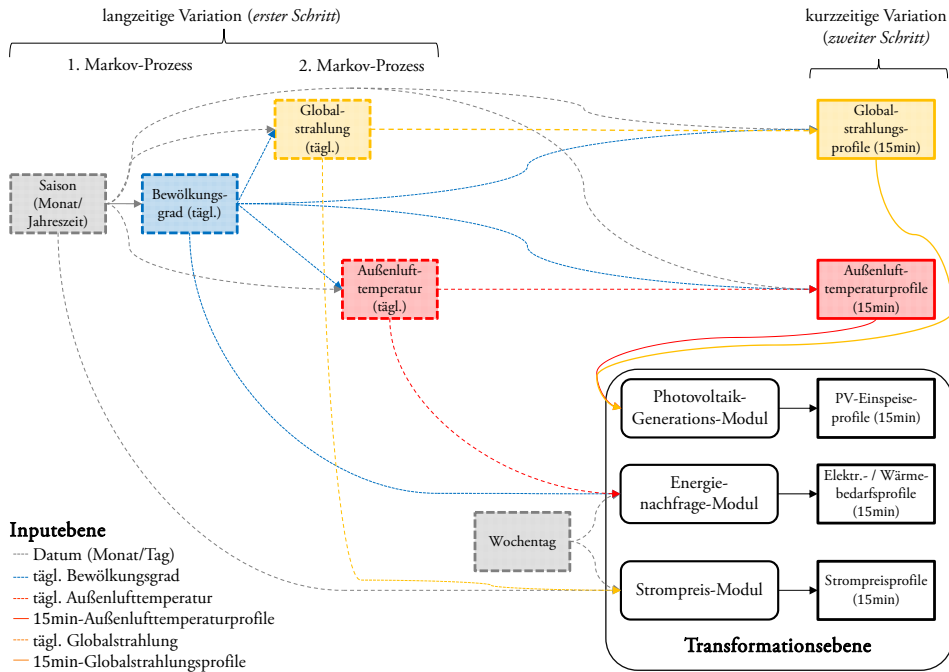 langzeitige Variation (erster Schritt)
kurzzeitige Variation
(zweiter Schritt)
1. Markov-Prozess
2. Markov-Prozess
Global-
strahlung
(tägl.)
Global-
strahlungs-
profile (15min)
Saison
(Monat/
Jahreszeit)
Bewölkungs-
grad (tägl.)
Außenluft-
temperatur
(tägl.)
Außenluft-
temperaturprofile
(15min)
Photovoltaik-
Generations-Modul
PV-Einspeise-
profile (15min)
Energie-
nachfrage-Modul
Elektr.- / Wärme-
bedarfsprofile
(15min)
Wochentag
Strompreis-Modul
Strompreisprofile
(15min)
Transformationsebene
Inputebene
Datum (Monat/Tag)
tägl. Bewölkungsgrad
tägl. Außenlufttemperatur
15min-Außenlufttemperaturprofile
tägl. Globalstrahlung
15min-Globalstrahlungsprofile